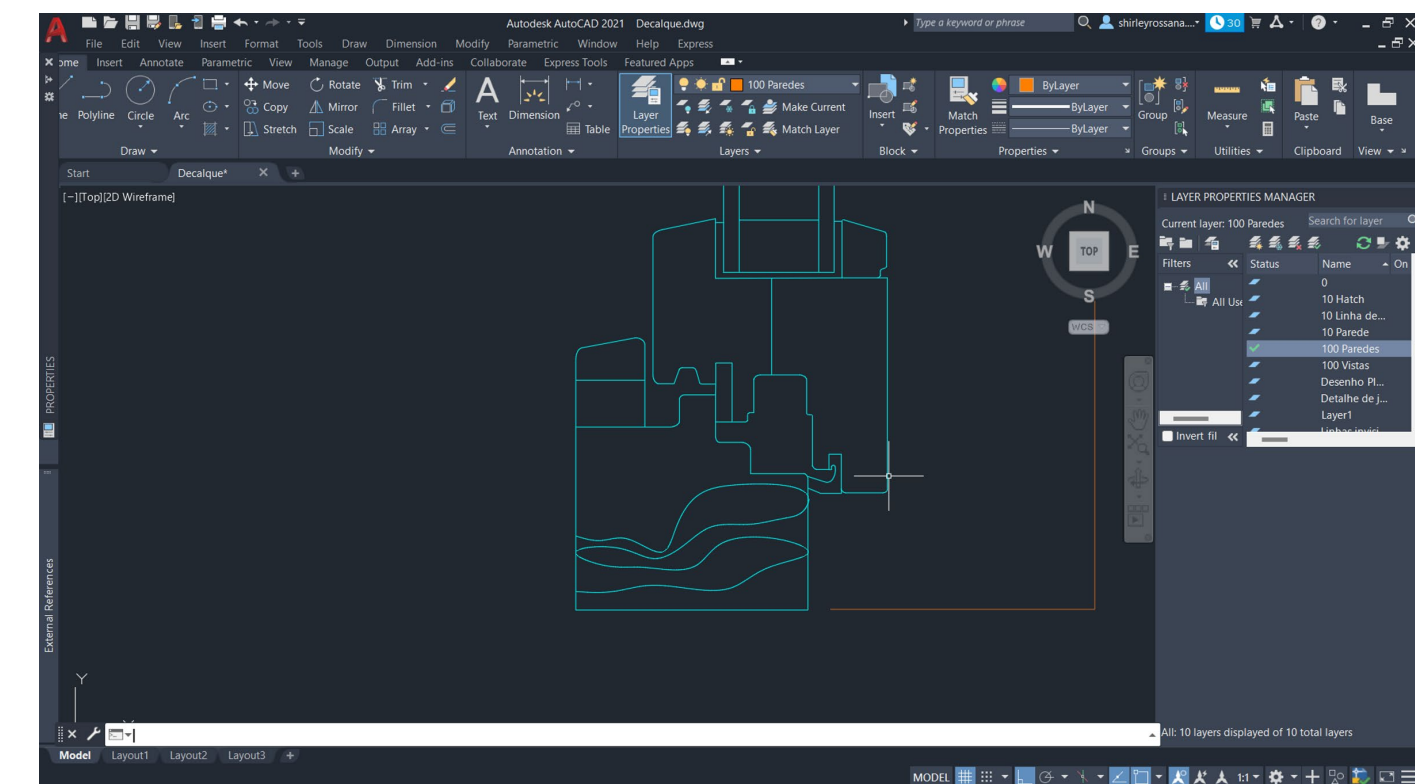 Autodesk AutoCAD 2021 Decalque.dwg
Type a keyword or phrase
shirleyrossana....
30
File Edit View Insert Format Tools Draw Dimension Modify Parametric Window Help Express
ome Insert Annotate Parametric View Manage Output Add-ins Collaborate Express Tools Featured Apps
Move Rotate Trim 100 Paredes ByLayer
ne Polyline Circle Arc Copy Mirror Fillet Text Dimension Layer Properties Make Current Insert Match Properties ByLayer Group Measure Paste Base
Stretch Scale Array Table Match Layer ByLayer
Draw Modify Annotation Layers Block Properties Groups Utilities Clipboard View
Start Decalque* +
[−][Top][2D Wireframe]
N
W TOP E
S
WCS
LAYER PROPERTIES MANAGER
Current layer: 100 Paredes Search for layer
Filters Status Name On
All
All Use
0
10 Hatch
10 Linha de...
10 Parede
100 Paredes
100 Vistas
Desenho Pl...
Detalhe de j...
Layer1
Linhas invisi
Invert fil
All: 10 layers displayed of 10 total layers
PROPERTIES
External References
Y
X
Model Layout1 Layout2 Layout3 +
MODEL 1:1